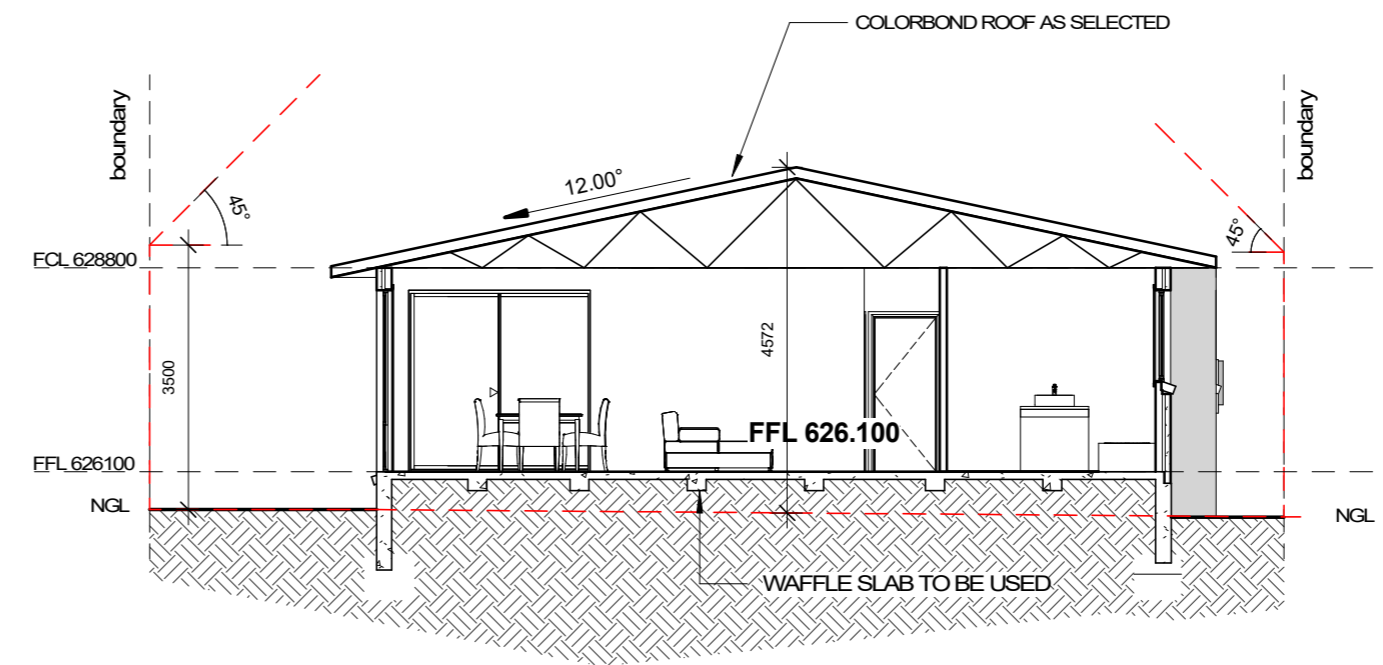 COLORBOND ROOF AS SELECTED
boundary
boundary
12.00°
45°
45°
FCL 628800
3500
4572
FFL 626.100
FFL 626100
NGL
NGL
WAFFLE SLAB TO BE USED